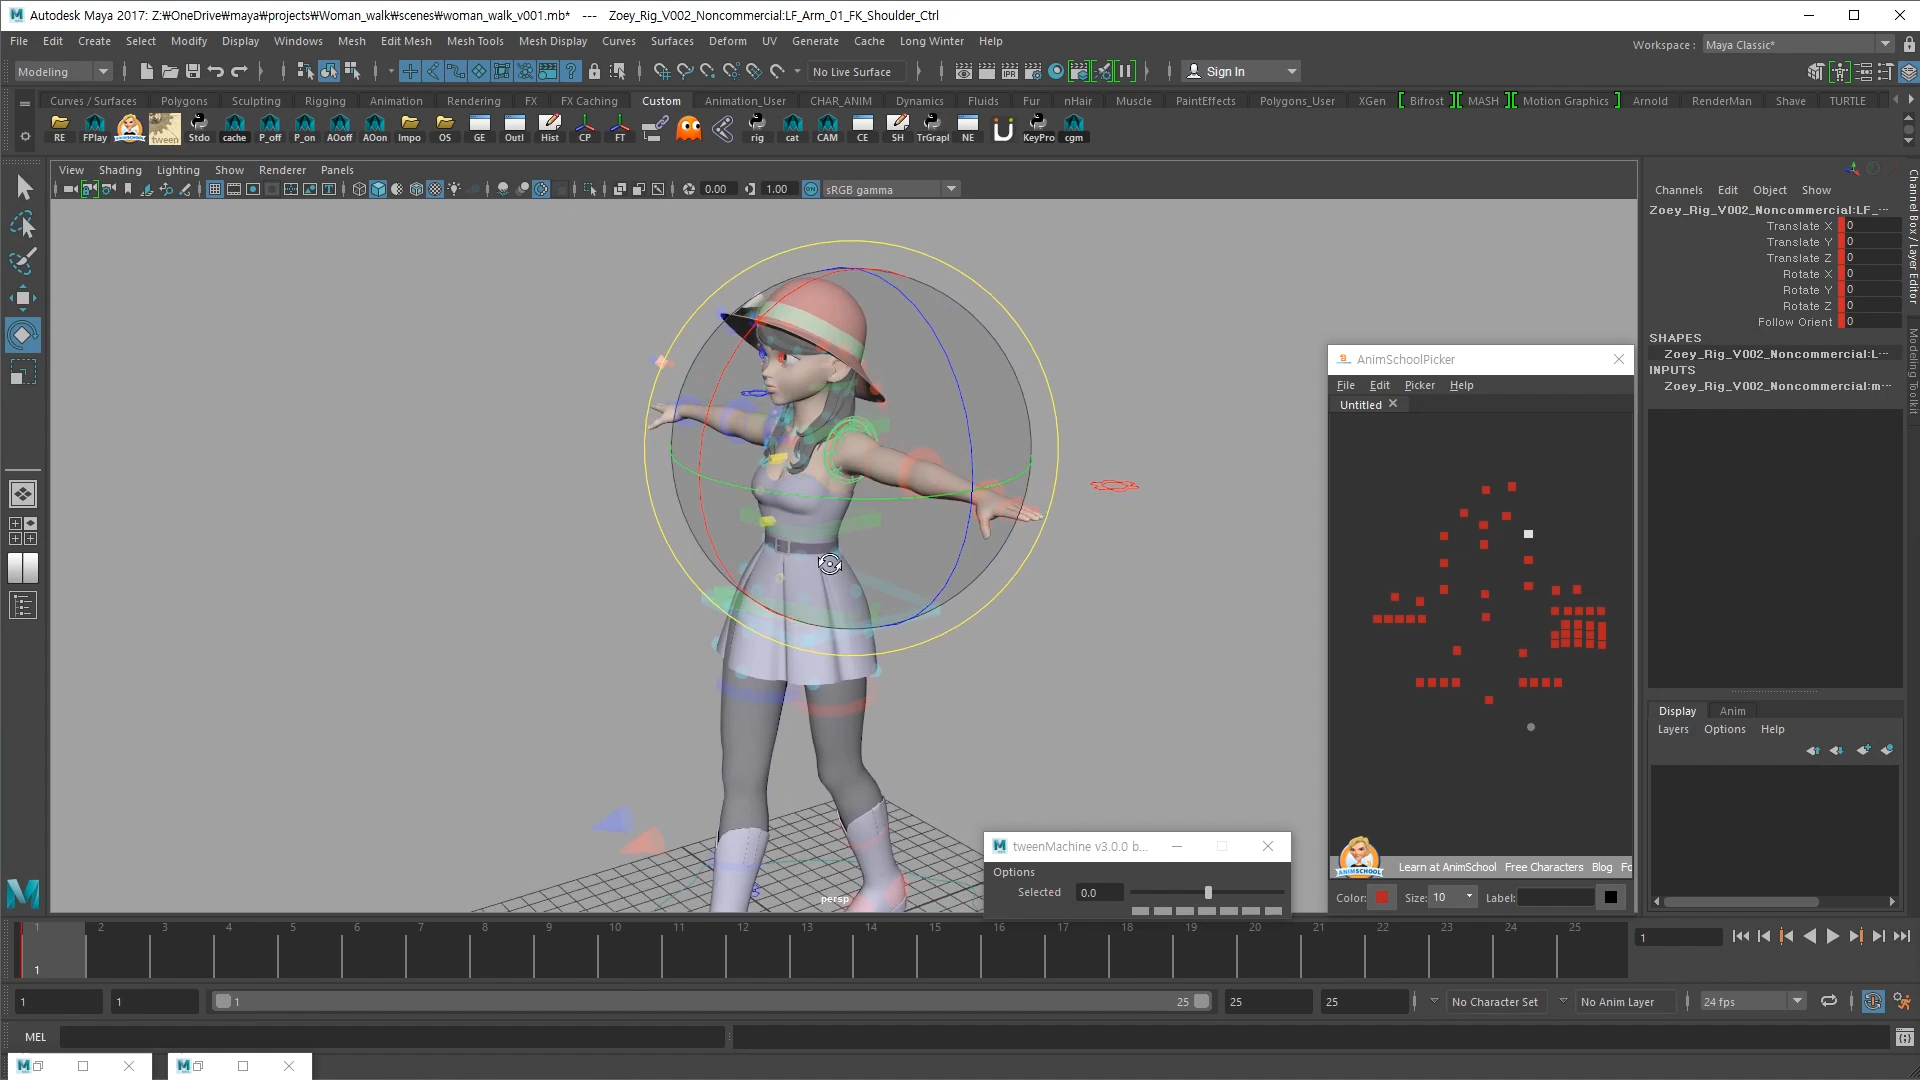 Autodesk Maya 2017: Z:₩OneDrive₩maya₩projects₩Woman_walk₩scenes₩woman_walk_v001.mb* --- Zoey_Rig_V002_Noncommercial:LF_Arm_01_FK_Shoulder_Ctrl
File Edit Create Select Modify Display Windows Mesh Edit Mesh Mesh Tools Mesh Display Curves Surfaces Deform UV Generate Cache Long Winter Help
Workspace : Maya Classic*
Modeling
IPR
No Live Surface
Sign In
Curves / Surfaces Polygons Sculpting Rigging Animation Rendering FX FX Caching Custom Animation_User CHAR_ANIM Dynamics Fluids Fur nHair Muscle PaintEffects Polygons_User XGen Bifrost MASH Motion Graphics Arnold RenderMan Shave TURTLE
RE FPlay tween Stdo cache P_off P_on AOoff AOon Impo OS GE Outl Hist CP FT rig cat CAM CE SH TrGrapl NE KeyPro cgm
View Shading Lighting Show Renderer Panels
0.00 1.00 ON sRGB gamma
persp
Channels Edit Object Show
Zoey_Rig_V002_Noncommercial:LF_···
Translate X 0
Translate Y 0
Translate Z 0
Rotate X 0
Rotate Y 0
Rotate Z 0
Follow Orient 0
SHAPES
Zoey_Rig_V002_Noncommercial:L···
INPUTS
Zoey_Rig_V002_Noncommercial:m···
Channel Box / Layer Editor
Modeling Toolkit
AnimSchoolPicker
File Edit Picker Help
Untitled
ANIMSCHOOL
Learn at AnimSchool Free Characters Blog Fo
Color: Size: 10 Label:
Display Anim
Layers Options Help
tweenMachine v3.0.0 b...
Options
Selected 0.0
1 2 3 4 5 6 7 8 9 10 11 12 13 14 15 16 17 18 19 20 21 22 23 24 25
1
1
1 1 1 25 25 25 No Character Set No Anim Layer 24 fps
MEL